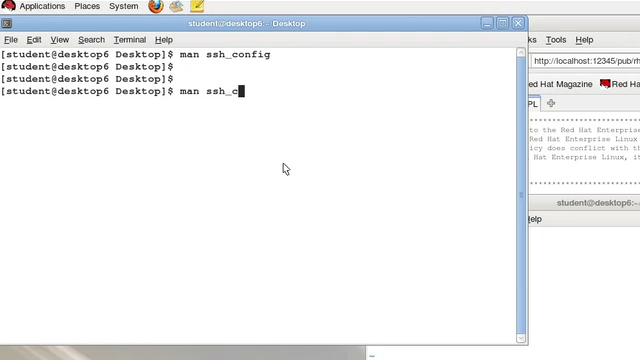 Applications Places System
student@desktop6:~ Desktop
File Edit View Search Terminal Help
[student@desktop6 Desktop]$ man ssh_config
[student@desktop6 Desktop]$
[student@desktop6 Desktop]$
[student@desktop6 Desktop]$ man ssh_c
ks Tools Help
http://localhost:12345/pub/rh
ed Hat Magazine Red Ha
PL
to the Red Hat Enterpris
Red Hat Enterprise Linux
icy does conflict with th
Hat Enterprise Linux, it
student@desktop6:~
Help
~